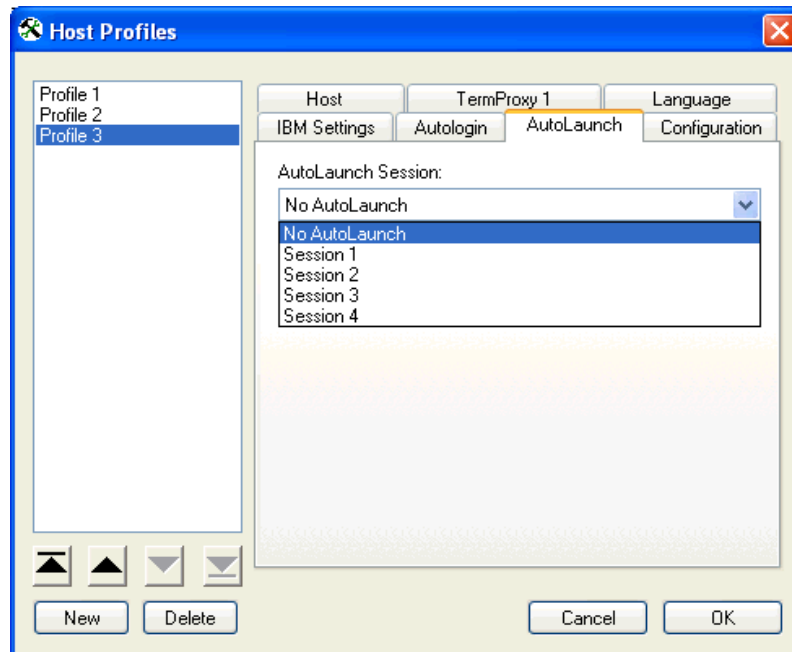 Host Profiles
Profile 1
Profile 2
Profile 3
Host TermProxy 1 Language
IBM Settings Autologin AutoLaunch Configuration
AutoLaunch Session:
No AutoLaunch
No AutoLaunch
Session 1
Session 2
Session 3
Session 4
New Delete Cancel OK